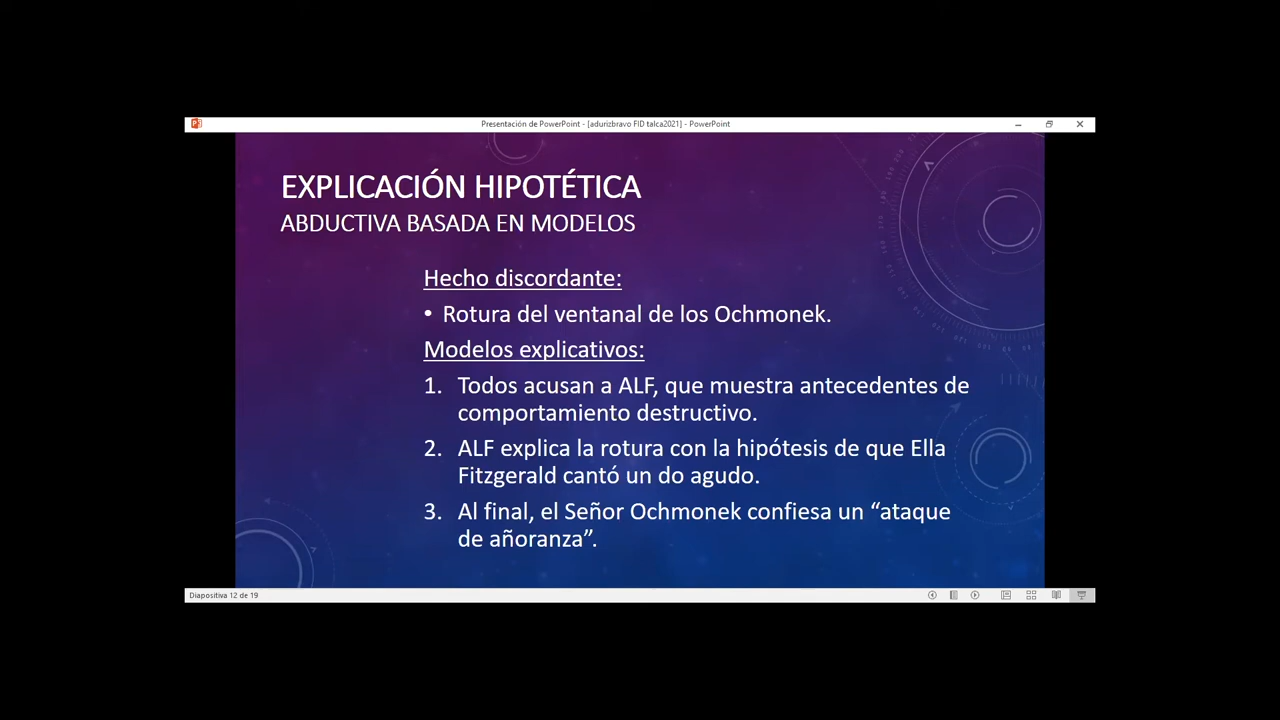 Presentación de PowerPoint - [adurizbravo FID talca2021] - PowerPoint
EXPLICACIÓN HIPOTÉTICA
ABDUCTIVA BASADA EN MODELOS
Hecho discordante:
• Rotura del ventanal de los Ochmonek.
Modelos explicativos:
1. Todos acusan a ALF, que muestra antecedentes de
comportamiento destructivo.
2. ALF explica la rotura con la hipótesis de que Ella
Fitzgerald cantó un do agudo.
3. Al final, el Señor Ochmonek confiesa un “ataque
de añoranza”.
Diapositiva 12 de 19